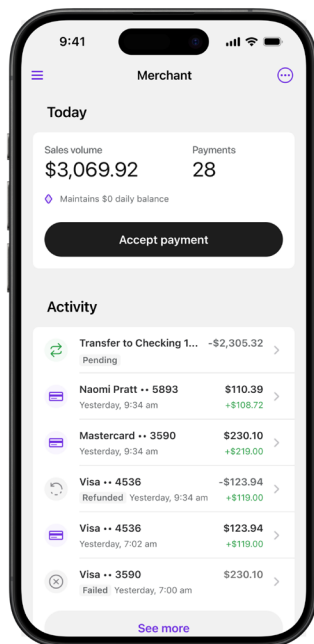 9:41
Merchant
Today
Sales volume Payments
$3,069.92 28
Maintains $0 daily balance
Accept payment
Activity
Transfer to Checking 1... -$2,305.32
Pending
Naomi Pratt •• 5893 $110.39
Yesterday, 9:34 am +$108.72
Mastercard •• 3590 $230.10
Yesterday, 9:34 am +$219.00
Visa •• 4536 -$123.94
Refunded Yesterday, 9:34 am +$119.00
Visa •• 4536 $123.94
Yesterday, 7:02 am +$119.00
Visa •• 3590 $230.10
Failed Yesterday, 7:00 am
See more